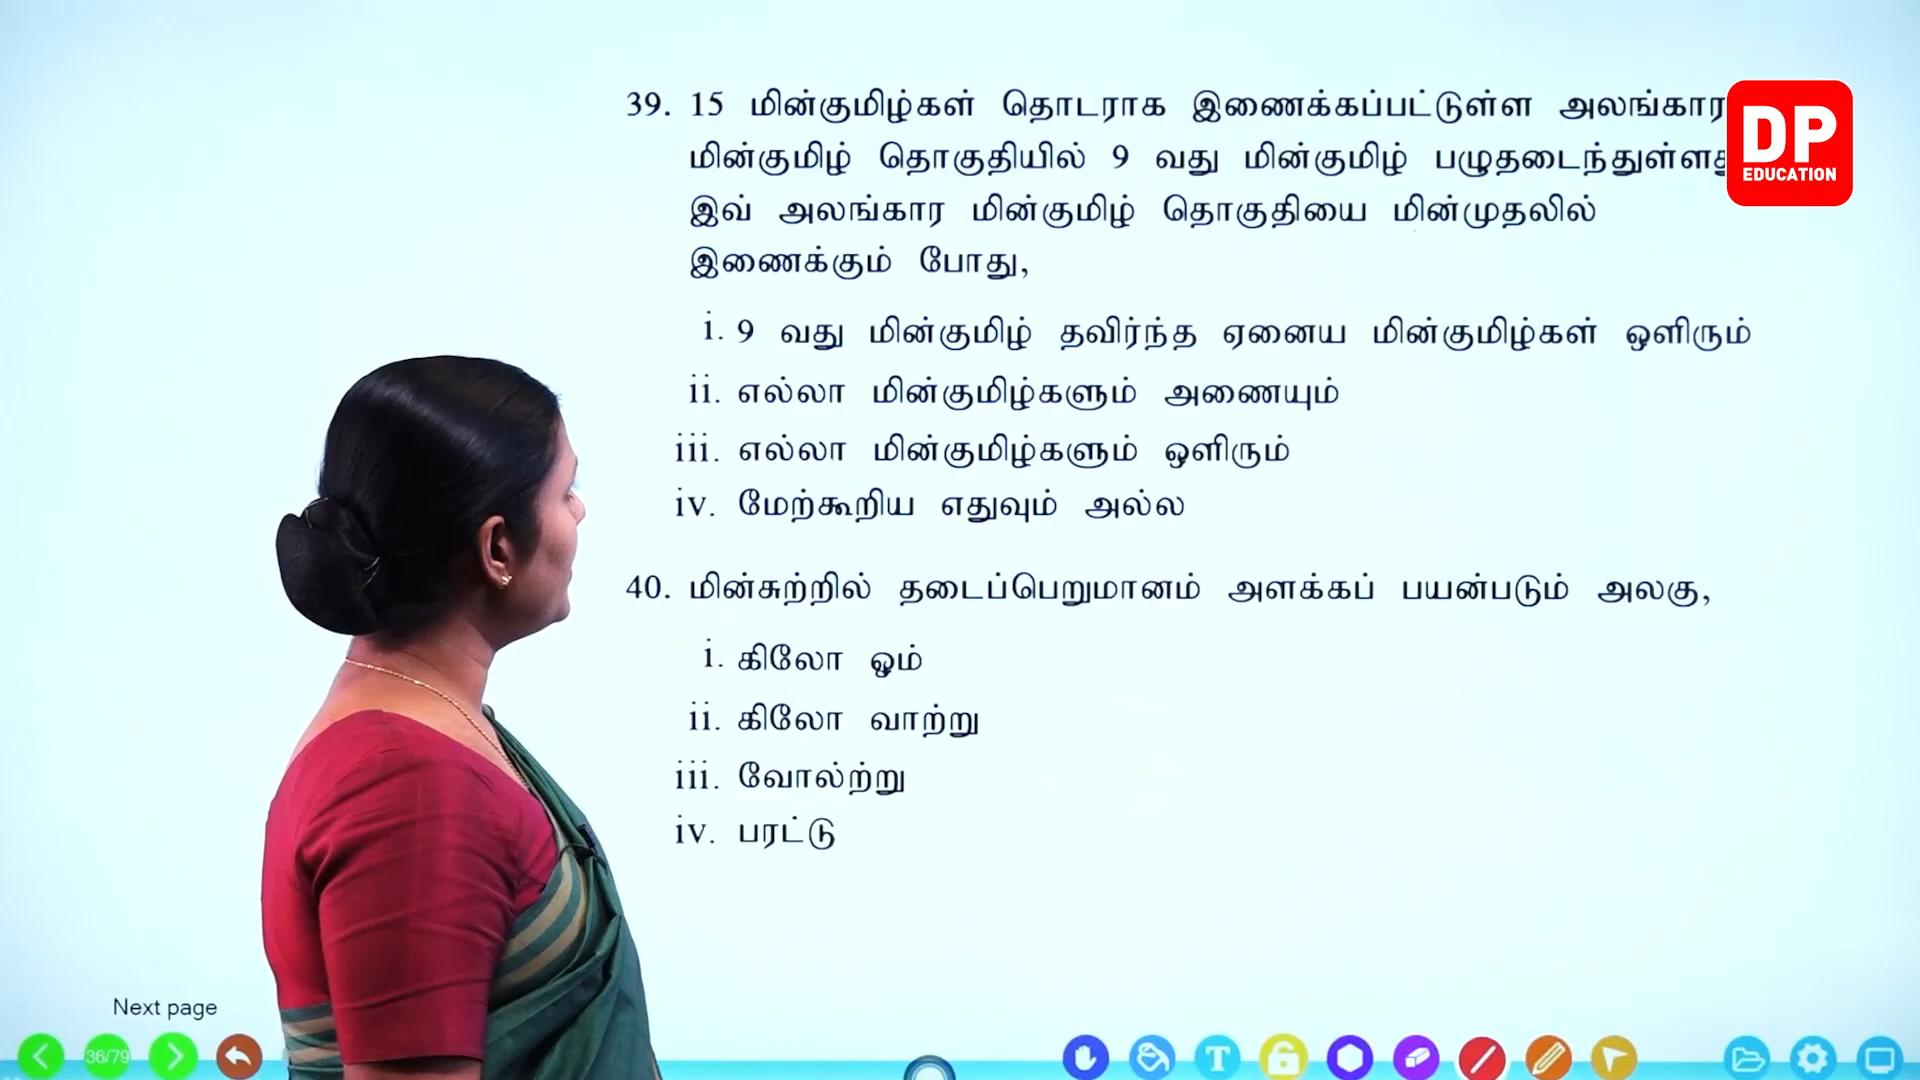 39. 15 மின்குமிழ்கள் தொடராக இணைக்கப்பட்டுள்ள அலங்கார
மின்குமிழ் தொகுதியில் 9 வது மின்குமிழ் பழுதடைந்துள்ளது
இவ் அலங்கார மின்குமிழ் தொகுதியை மின்முதலில்
இணைக்கும் போது,
i. 9 வது மின்குமிழ் தவிர்ந்த ஏனைய மின்குமிழ்கள் ஒளிரும்
ii. எல்லா மின்குமிழ்களும் அணையும்
iii. எல்லா மின்குமிழ்களும் ஒளிரும்
iv. மேற்கூறிய எதுவும் அல்ல
40. மின்சுற்றில் தடைப்பெறுமானம் அளக்கப் பயன்படும் அலகு,
i. கிலோ ஒம்
ii. கிலோ வாற்று
iii. வோல்ற்று
iv. பரட்டு
DP
EDUCATION
Next page
36/79